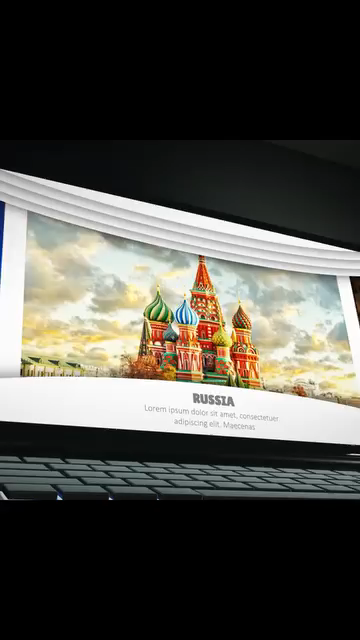 RUSSIA
Lorem ipsum dolor sit amet, consectetuer
adipiscing elit. Maecenas